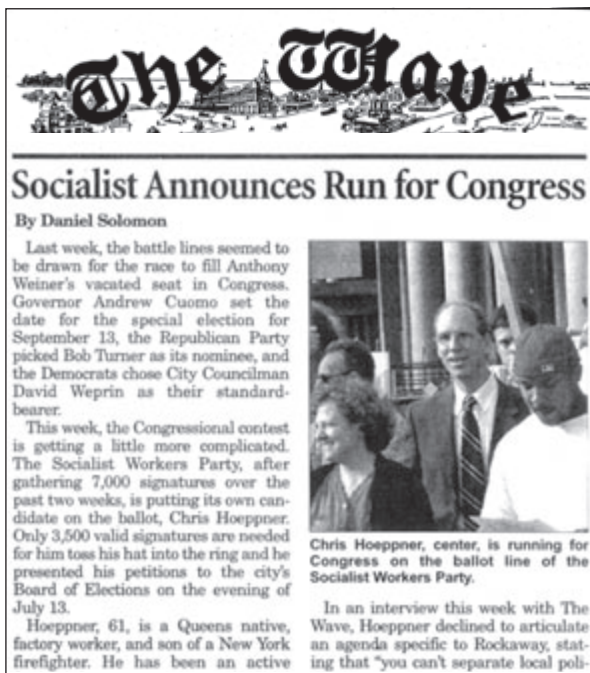 The Wave
Socialist Announces Run for Congress
By Daniel Solomon
Last week, the battle lines seemed to
be drawn for the race to fill Anthony
Weiner's vacated seat in Congress.
Governor Andrew Cuomo set the
date for the special election for
September 13, the Republican Party
picked Bob Turner as its nominee, and
the Democrats chose City Councilman
David Weprin as their standard-
bearer.
This week, the Congressional contest
is getting a little more complicated.
The Socialist Workers Party, after
gathering 7,000 signatures over the
past two weeks, is putting its own can-
didate on the ballot, Chris Hoeppner.
Only 3,500 valid signatures are needed
for him toss his hat into the ring and he
presented his petitions to the city's
Board of Elections on the evening of
July 13.
Hoeppner, 61, is a Queens native,
factory worker, and son of a New York
firefighter. He has been an active
Chris Hoeppner, center, is running for
Congress on the ballot line of the
Socialist Workers Party.
In an interview this week with The
Wave, Hoeppner declined to articulate
an agenda specific to Rockaway, stat-
ing that "you can't separate local poli-